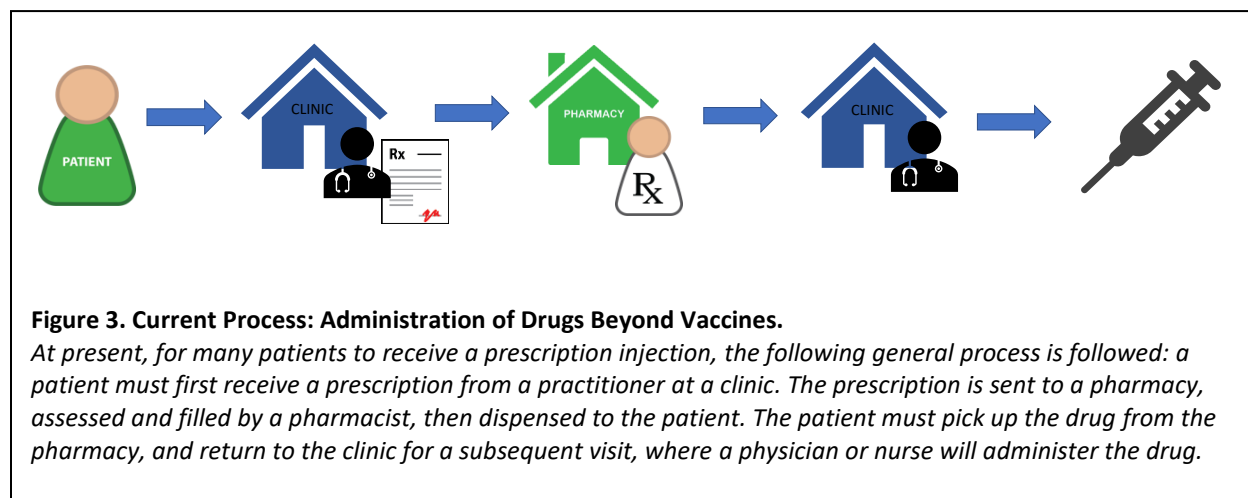 PATIENT
CLINIC
Rx
PHARMACY
Rx
CLINIC
Figure 3. Current Process: Administration of Drugs Beyond Vaccines.
At present, for many patients to receive a prescription injection, the following general process is followed: a
patient must first receive a prescription from a practitioner at a clinic. The prescription is sent to a pharmacy,
assessed and filled by a pharmacist, then dispensed to the patient. The patient must pick up the drug from the
pharmacy, and return to the clinic for a subsequent visit, where a physician or nurse will administer the drug.